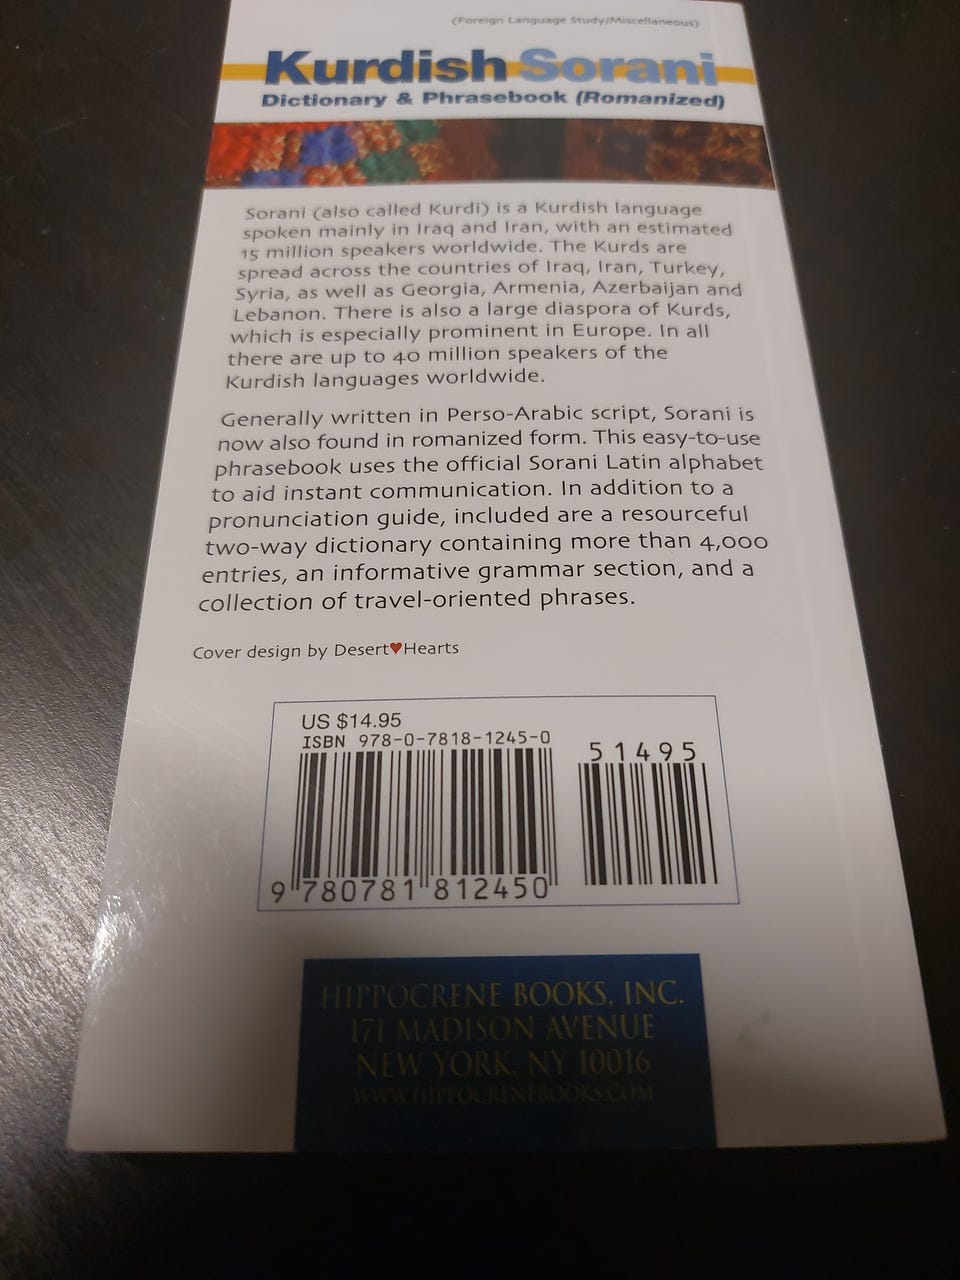 (Foreign Language Study/Miscellaneous)
Kurdish Sorani
Dictionary & Phrasebook (Romanized)
Sorani (also called Kurdi) is a Kurdish language
spoken mainly in Iraq and Iran, with an estimated
15 million speakers worldwide. The Kurds are
spread across the countries of Iraq, Iran, Turkey,
Syria, as well as Georgia, Armenia, Azerbaijan and
Lebanon. There is also a large diaspora of Kurds,
which is especially prominent in Europe. In all
there are up to 40 million speakers of the
Kurdish languages worldwide.
Generally written in Perso-Arabic script, Sorani is
now also found in romanized form. This easy-to-use
phrasebook uses the official Sorani Latin alphabet
to aid instant communication. In addition to a
pronunciation guide, included are a resourceful
two-way dictionary containing more than 4,000
entries, an informative grammar section, and a
collection of travel-oriented phrases.
Cover design by Desert♥Hearts
US $14.95
ISBN 978-0-7818-1245-0
51495
9 780781 812450
HIPPOCRENE BOOKS, INC.
171 MADISON AVENUE
NEW YORK, NY 10016
WWW.HIPPOCRENEBOOKS.COM